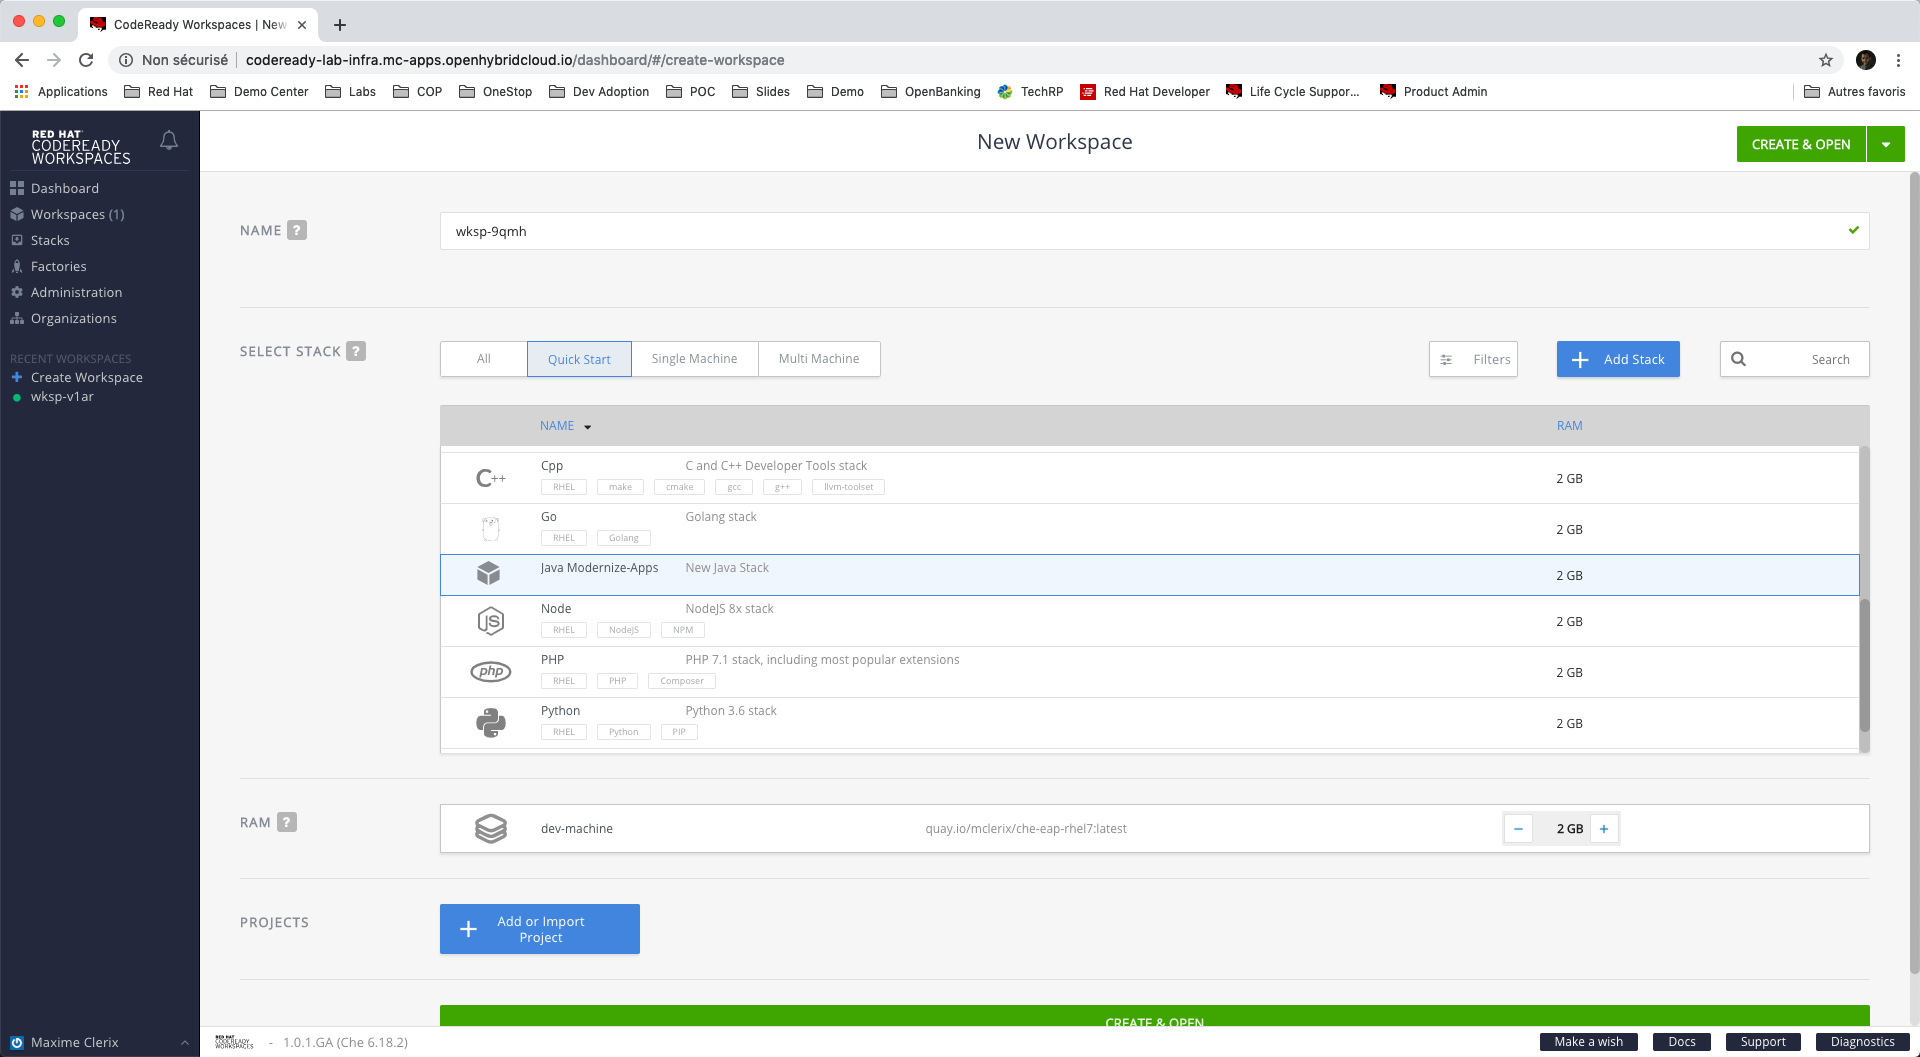 CodeReady Workspaces | New
Non sécurisé
codeready-lab-infra.mc-apps.openhybridcloud.io/dashboard/#/create-workspace
Applications Red Hat Demo Center Labs COP OneStop Dev Adoption POC Slides Demo OpenBanking TechRP Red Hat Developer Life Cycle Suppor... Product Admin Autres favoris
RED HAT
CODEREADY
WORKSPACES
Dashboard
Workspaces (1)
Stacks
Factories
Administration
Organizations
RECENT WORKSPACES
Create Workspace
wksp-v1ar
Maxime Clerix
New Workspace
CREATE & OPEN
NAME ?
wksp-9qmh
SELECT STACK ?
All Quick Start Single Machine Multi Machine
Filters
Add Stack
Search
NAME RAM
C++
Cpp C and C++ Developer Tools stack
RHEL make cmake gcc g++ llvm-toolset
2 GB
Go Golang stack
RHEL Golang
2 GB
Java Modernize-Apps New Java Stack
2 GB
JS
Node NodeJS 8x stack
RHEL NodeJS NPM
2 GB
php
PHP PHP 7.1 stack, including most popular extensions
RHEL PHP Composer
2 GB
Python Python 3.6 stack
RHEL Python PIP
2 GB
RAM ?
dev-machine quay.io/mclerix/che-eap-rhel7:latest − 2 GB +
PROJECTS
Add or Import
Project
CREATE & OPEN
RED HAT
CODEREADY
WORKSPACES
- 1.0.1.GA (Che 6.18.2)
Make a wish Docs Support Diagnostics